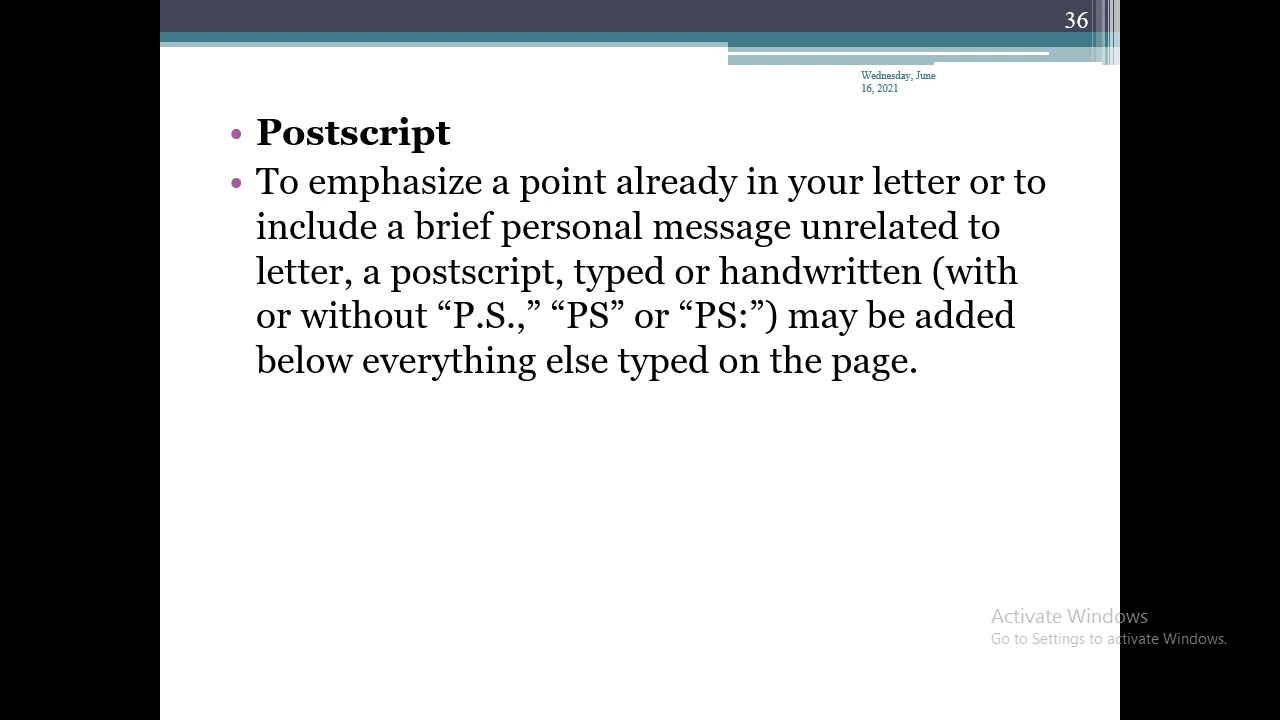 36
Wednesday, June
16, 2021
• Postscript
• To emphasize a point already in your letter or to
include a brief personal message unrelated to
letter, a postscript, typed or handwritten (with
or without “P.S.,” “PS” or “PS:”) may be added
below everything else typed on the page.
Activate Windows
Go to Settings to activate Windows.